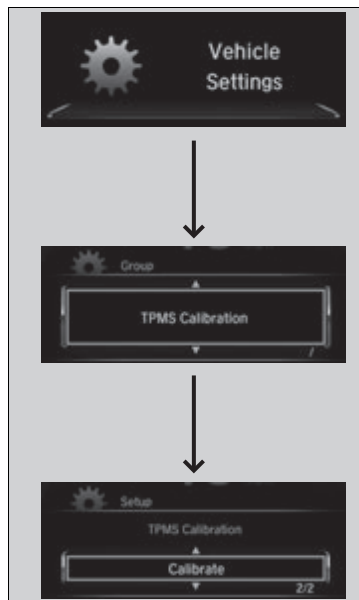 Vehicle
Settings
Group
TPMS Calibration
/
Setup
TPMS Calibration
Calibrate
2/2